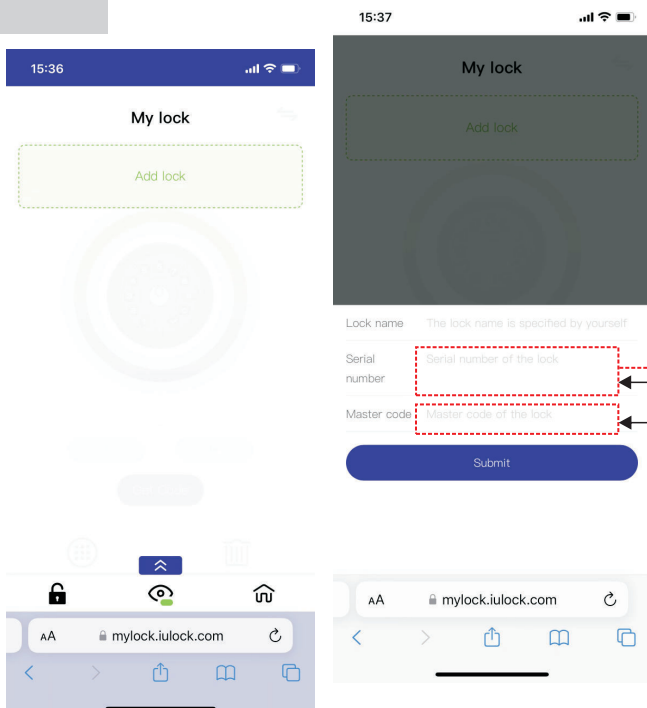 15:36
My lock
Add lock
AA
mylock.iulock.com
15:37
My lock
Add lock
Lock name The lock name is specified by yourself
Serial number Serial number of the lock
Master code Master code of the lock
Submit
AA
mylock.iulock.com